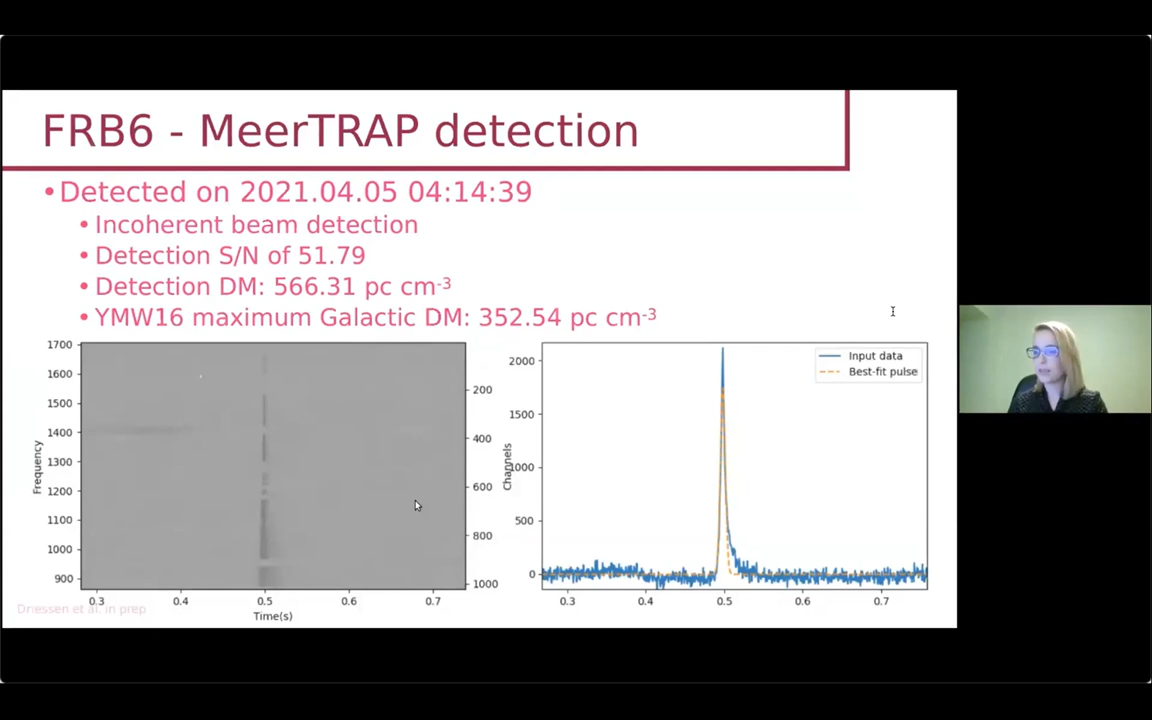 FRB6 - MeerTRAP detection
•Detected on 2021.04.05 04:14:39
• Incoherent beam detection
• Detection S/N of 51.79
• Detection DM: 566.31 pc cm-3
• YMW16 maximum Galactic DM: 352.54 pc cm-3
1700
1600
1500
1400
1300
1200
1100
1000
900
Frequency
0.3
0.4
0.5
0.6
0.7
Time(s)
200
400
600
800
1000
Channels
2000
1500
1000
500
0
Input data
Best-fit pulse
0.3
0.4
0.5
0.6
0.7
Driessen et al. in prep